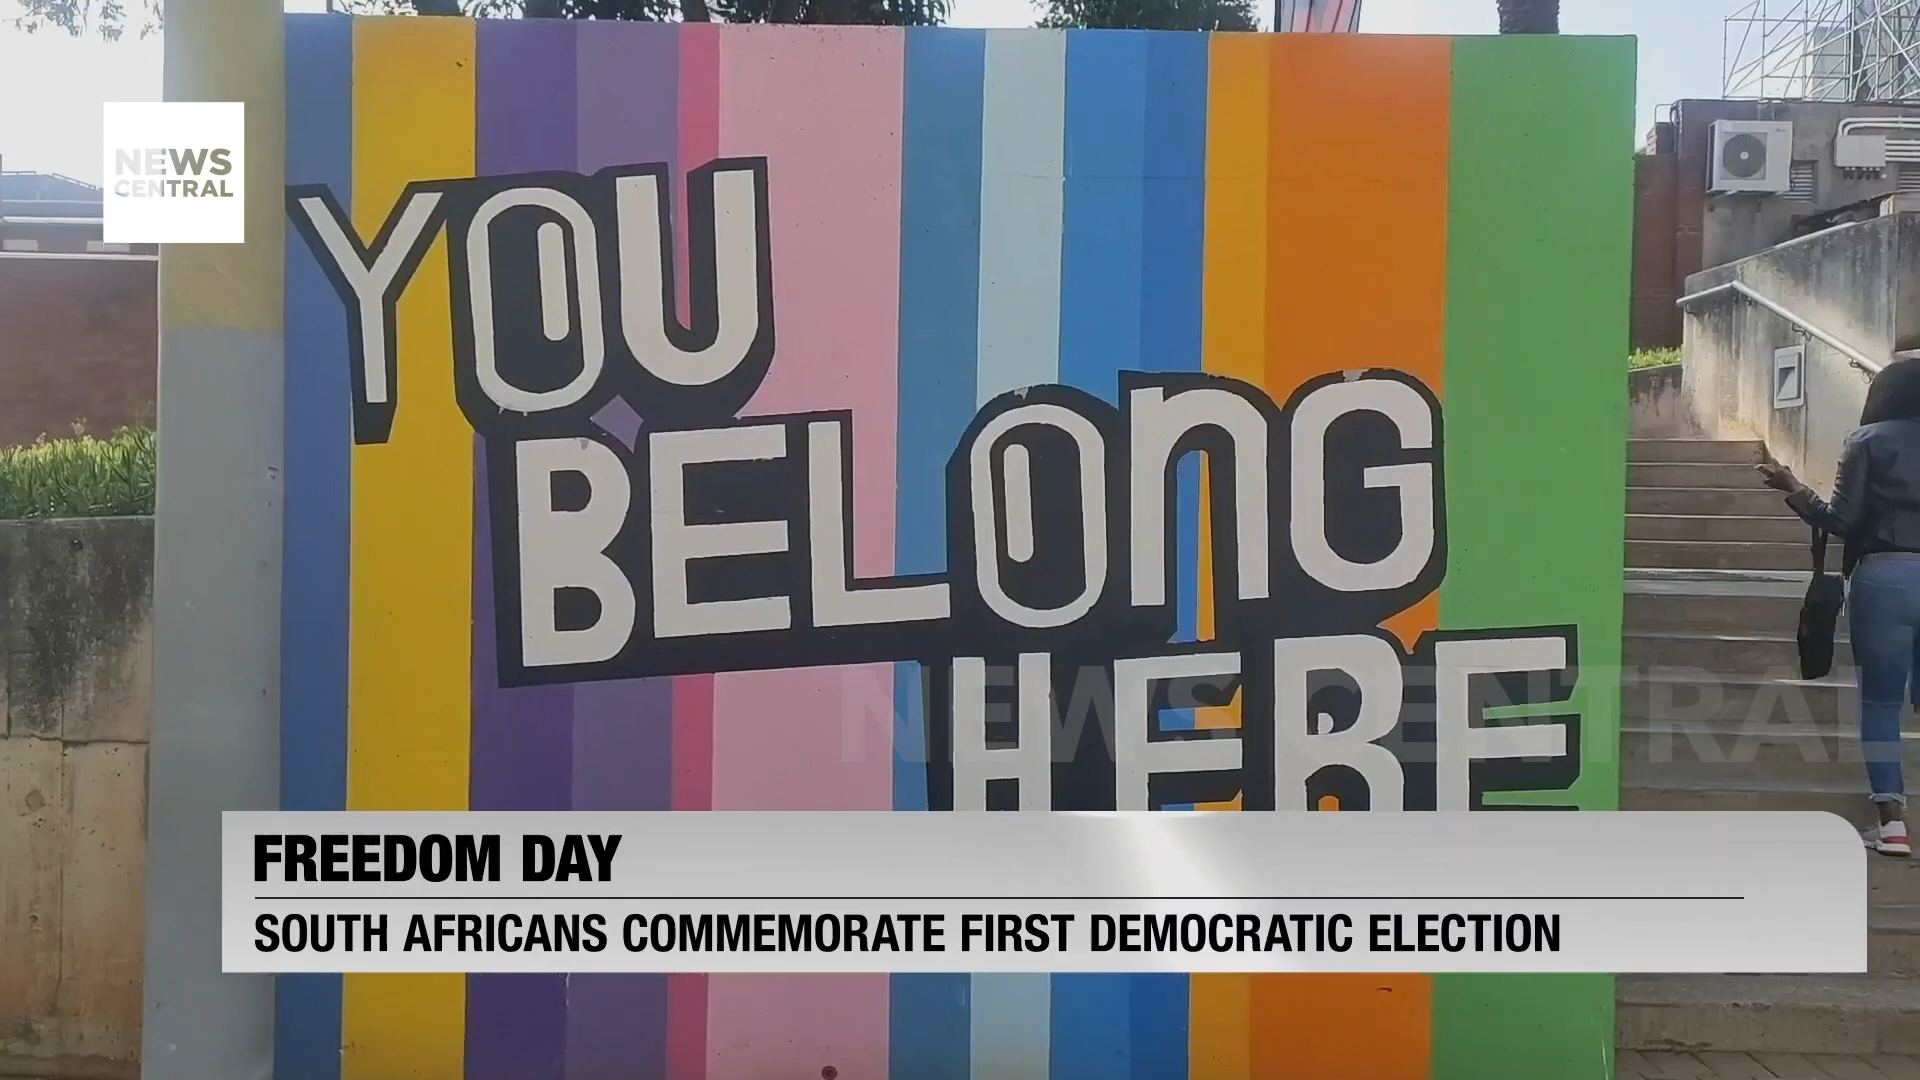 NEWS
CENTRAL
YOU
BELOnG
HERE
NEWS CENTRAL
FREEDOM DAY
SOUTH AFRICANS COMMEMORATE FIRST DEMOCRATIC ELECTION